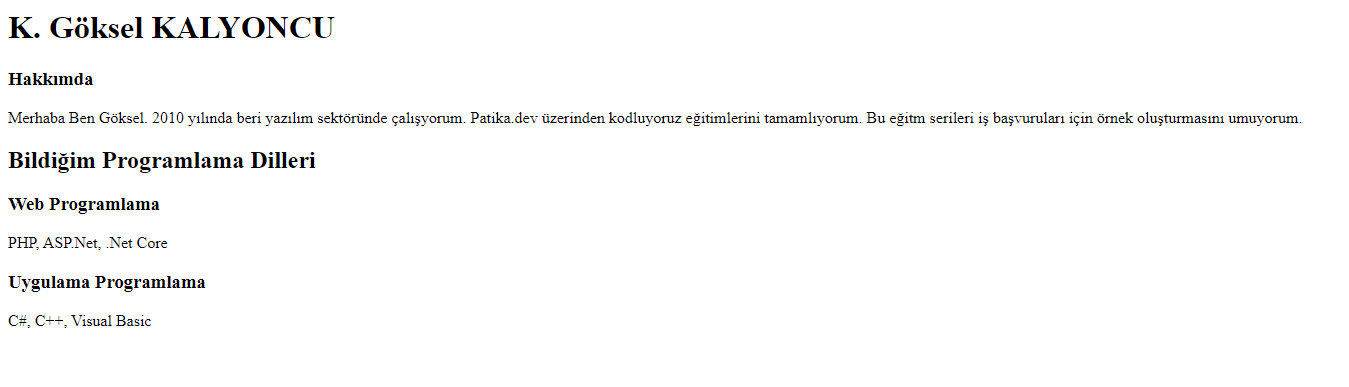 K. Göksel KALYONCU
Hakkımda
Merhaba Ben Göksel. 2010 yılında beri yazılım sektöründe çalışyorum. Patika.dev üzerinden kodluyoruz eğitimlerini tamamlıyorum. Bu eğitm serileri iş başvuruları için örnek oluşturmasını umuyorum.
Bildiğim Programlama Dilleri
Web Programlama
PHP, ASP.Net, .Net Core
Uygulama Programlama
C#, C++, Visual Basic